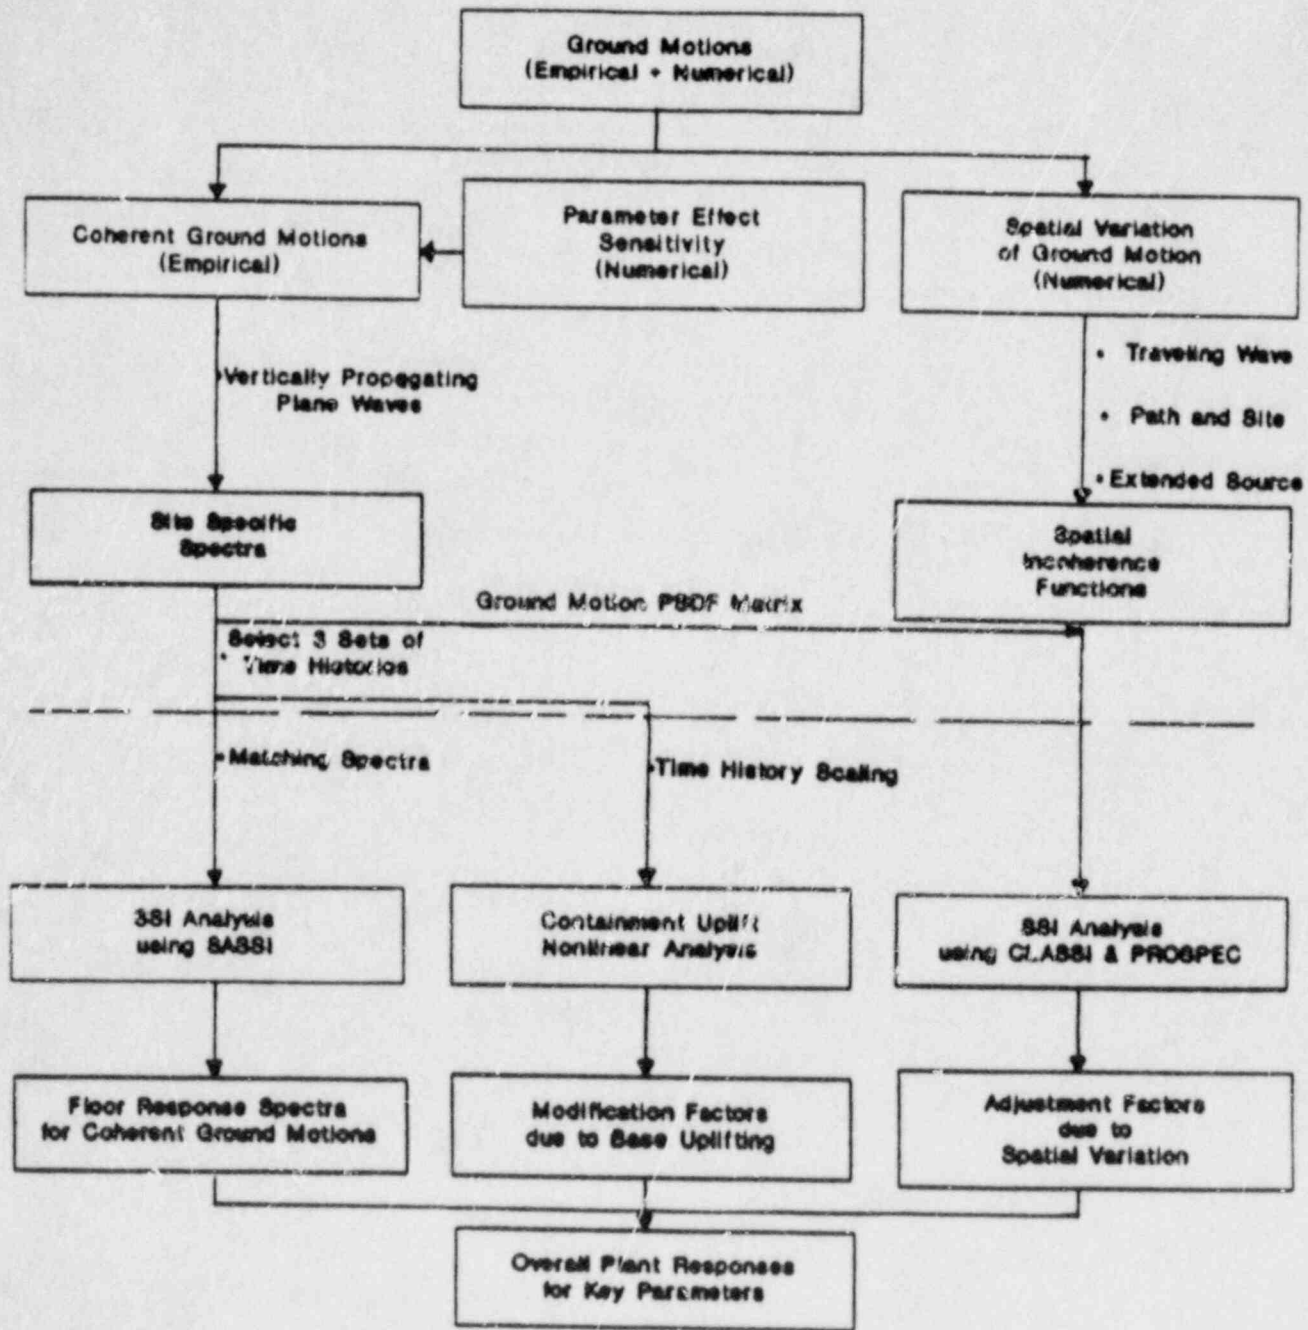 Ground Motions
(Empirical + Numerical)
Coherent Ground Motions
(Empirical)
Parameter Effect
Sensitivity
(Numerical)
Spatial Variation
of Ground Motion
(Numerical)
• Vertically Propagating
Plane Waves
• Traveling Wave
• Path and Site
• Extended Source
Site Specific
Spectra
Spatial
Incoherence
Functions
Ground Motion PSDF Matrix
• Select 3 Sets of
Time Histories
• Matching Spectra
• Time History Scaling
SSI Analysis
using SASSI
Containment Uplift
Nonlinear Analysis
SSI Analysis
using CLASSI & PROSPEC
Floor Response Spectra
for Coherent Ground Motions
Modification Factors
due to Base Uplifting
Adjustment Factors
due to
Spatial Variation
Overall Plant Responses
for Key Parameters